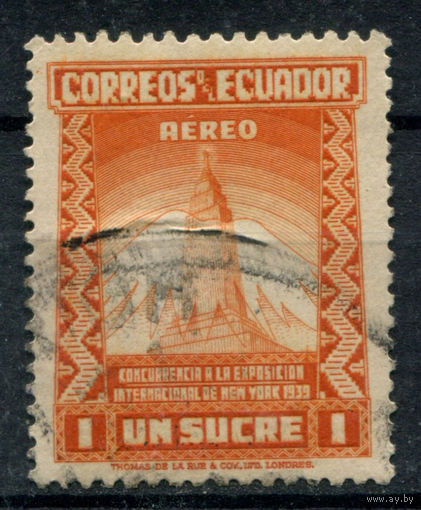 CORREOS DEL ECUADOR
AEREO
CONCURRENCIA A LA EXPOSICION
INTERNACIONAL DE NEW YORK 1939
1 UN SUCRE 1
THOMAS DE LA RUE & COY., LTD. LONDRES.
www.ay.by